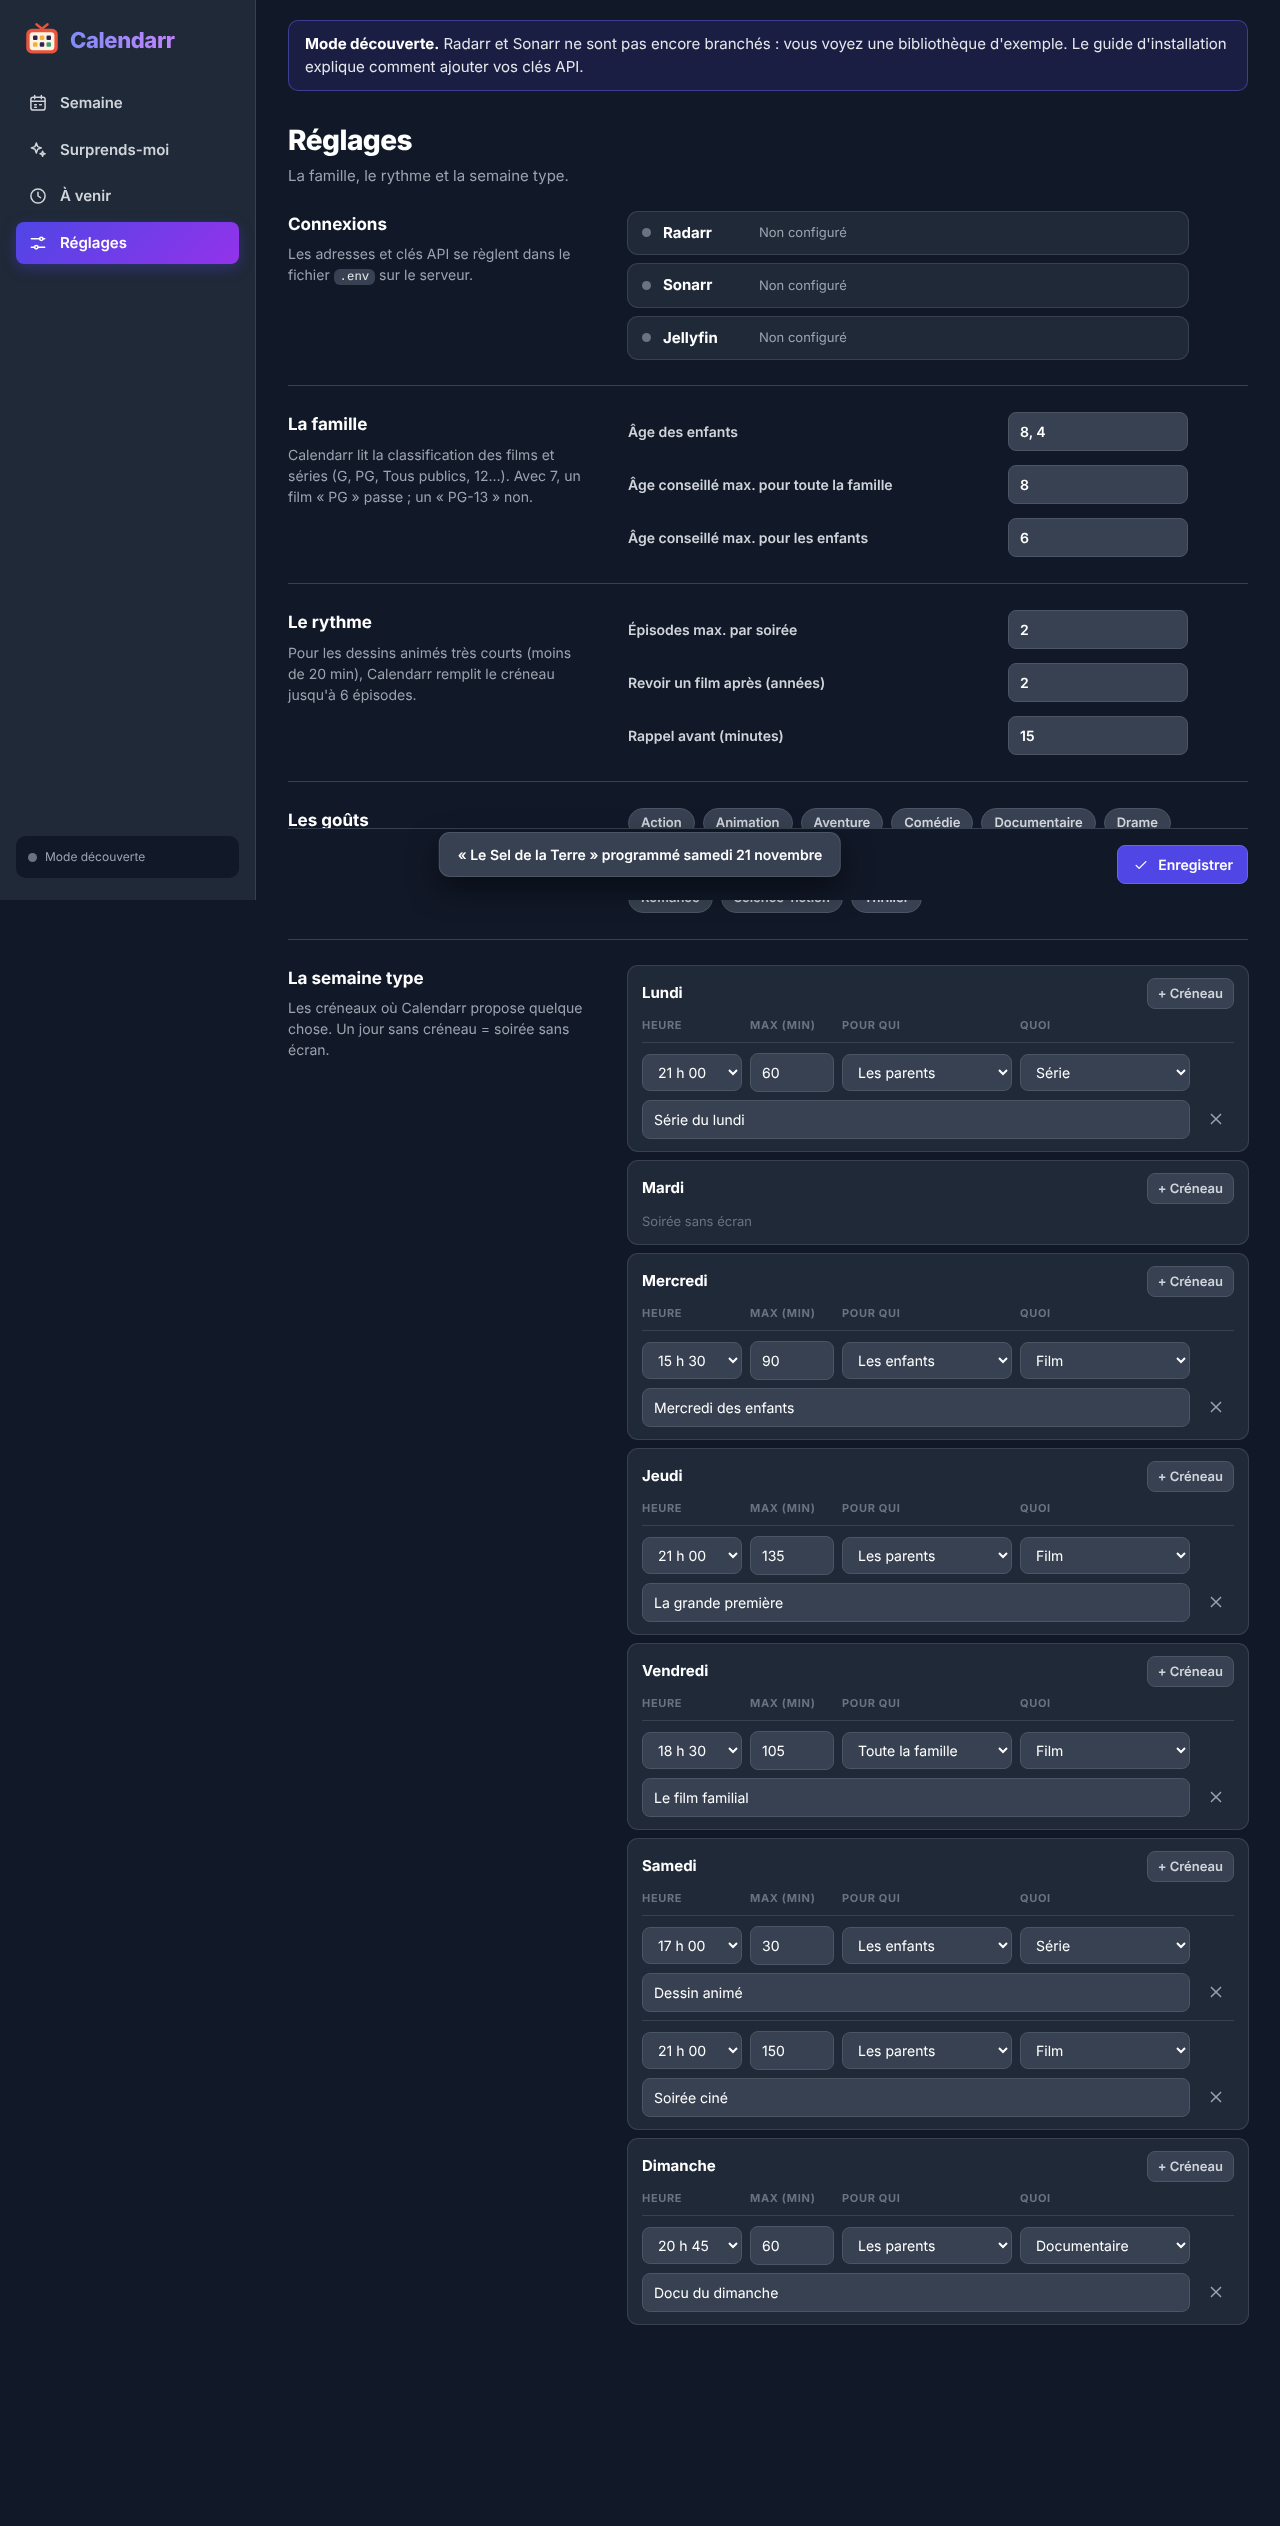 Calendarr
Semaine
Surprends-moi
À venir
Réglages
Mode découverte
Mode découverte. Radarr et Sonarr ne sont pas encore branchés : vous voyez une bibliothèque d'exemple. Le guide d'installation
explique comment ajouter vos clés API.
Réglages
La famille, le rythme et la semaine type.
Connexions
Les adresses et clés API se règlent dans le
fichier .env sur le serveur.
Radarr Non configuré
Sonarr Non configuré
Jellyfin Non configuré
La famille
Calendarr lit la classification des films et
séries (G, PG, Tous publics, 12…). Avec 7, un
film « PG » passe ; un « PG-13 » non.
Âge des enfants 8, 4
Âge conseillé max. pour toute la famille 8
Âge conseillé max. pour les enfants 6
Le rythme
Pour les dessins animés très courts (moins
de 20 min), Calendarr remplit le créneau
jusqu'à 6 épisodes.
Épisodes max. par soirée 2
Revoir un film après (années) 2
Rappel avant (minutes) 15
Les goûts
Action Animation Aventure Comédie Documentaire Drame
« Le Sel de la Terre » programmé samedi 21 novembre
Enregistrer
Romance Science-fiction Thriller
La semaine type
Les créneaux où Calendarr propose quelque
chose. Un jour sans créneau = soirée sans
écran.
Lundi + Créneau
HEURE MAX (MIN) POUR QUI QUOI
21 h 00 60 Les parents Série
Série du lundi
Mardi + Créneau
Soirée sans écran
Mercredi + Créneau
HEURE MAX (MIN) POUR QUI QUOI
15 h 30 90 Les enfants Film
Mercredi des enfants
Jeudi + Créneau
HEURE MAX (MIN) POUR QUI QUOI
21 h 00 135 Les parents Film
La grande première
Vendredi + Créneau
HEURE MAX (MIN) POUR QUI QUOI
18 h 30 105 Toute la famille Film
Le film familial
Samedi + Créneau
HEURE MAX (MIN) POUR QUI QUOI
17 h 00 30 Les enfants Série
Dessin animé
21 h 00 150 Les parents Film
Soirée ciné
Dimanche + Créneau
HEURE MAX (MIN) POUR QUI QUOI
20 h 45 60 Les parents Documentaire
Docu du dimanche